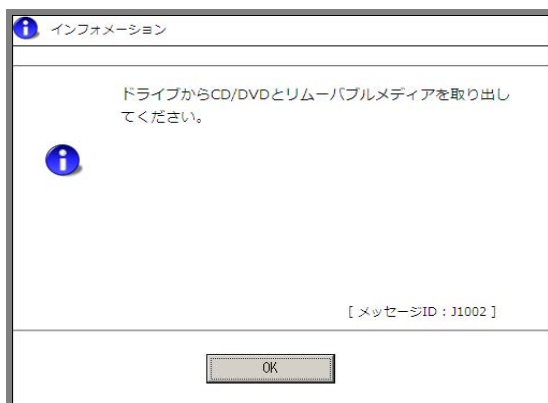 インフォメーション
ドライブからCD/DVDとリムーバブルメディアを取り出し
てください。
[ メッセージID : J1002 ]
OK